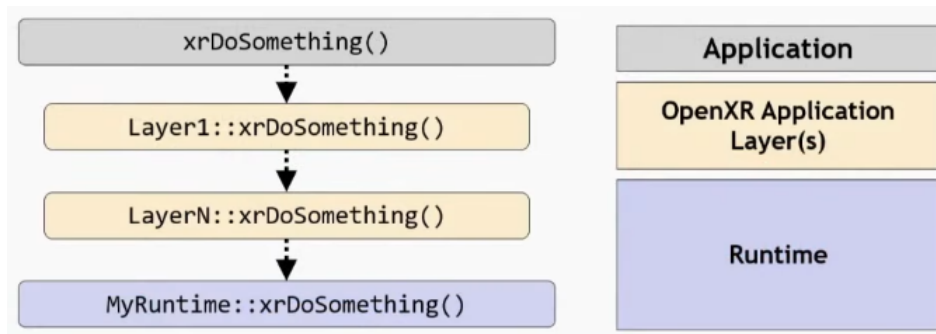 xrDoSomething()
Layer1::xrDoSomething()
LayerN::xrDoSomething()
MyRuntime::xrDoSomething()
Application
OpenXR Application
Layer(s)
Runtime